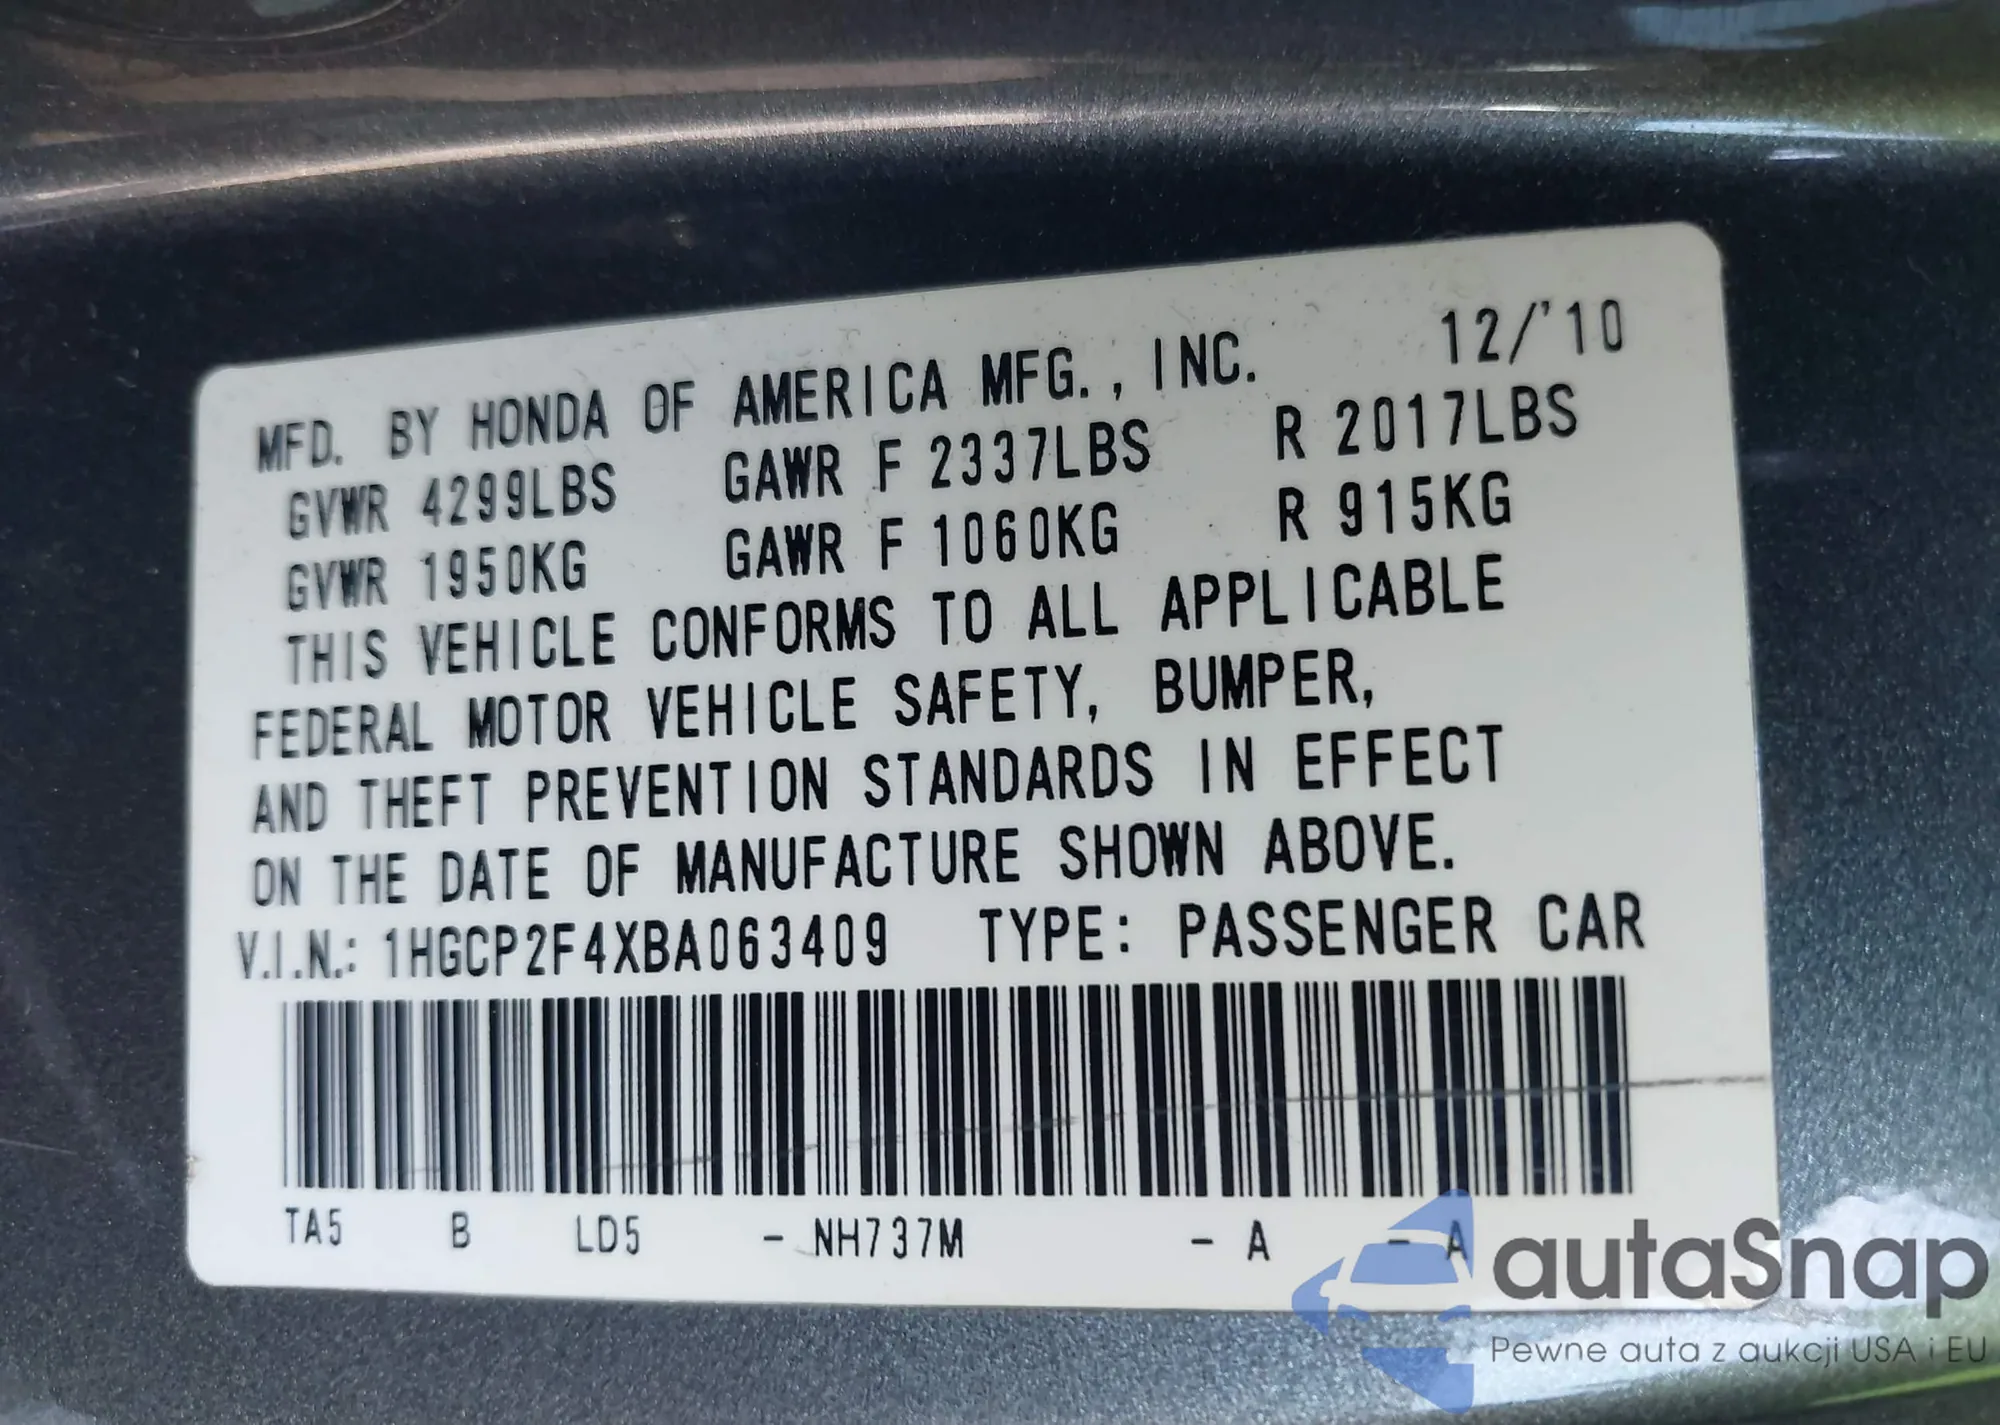 MFD. BY HONDA OF AMERICA MFG., INC. 12/'10
GVWR 4299LBS GAWR F 2337LBS R 2017LBS
GVWR 1950KG GAWR F 1060KG R 915KG
THIS VEHICLE CONFORMS TO ALL APPLICABLE
FEDERAL MOTOR VEHICLE SAFETY, BUMPER,
AND THEFT PREVENTION STANDARDS IN EFFECT
ON THE DATE OF MANUFACTURE SHOWN ABOVE.
V.I.N.: 1HGCP2F4XBA063409 TYPE: PASSENGER CAR
TA5 B LD5 - NH737M - A - A
autaSnap
Pewne auta z aukcji USA i EU